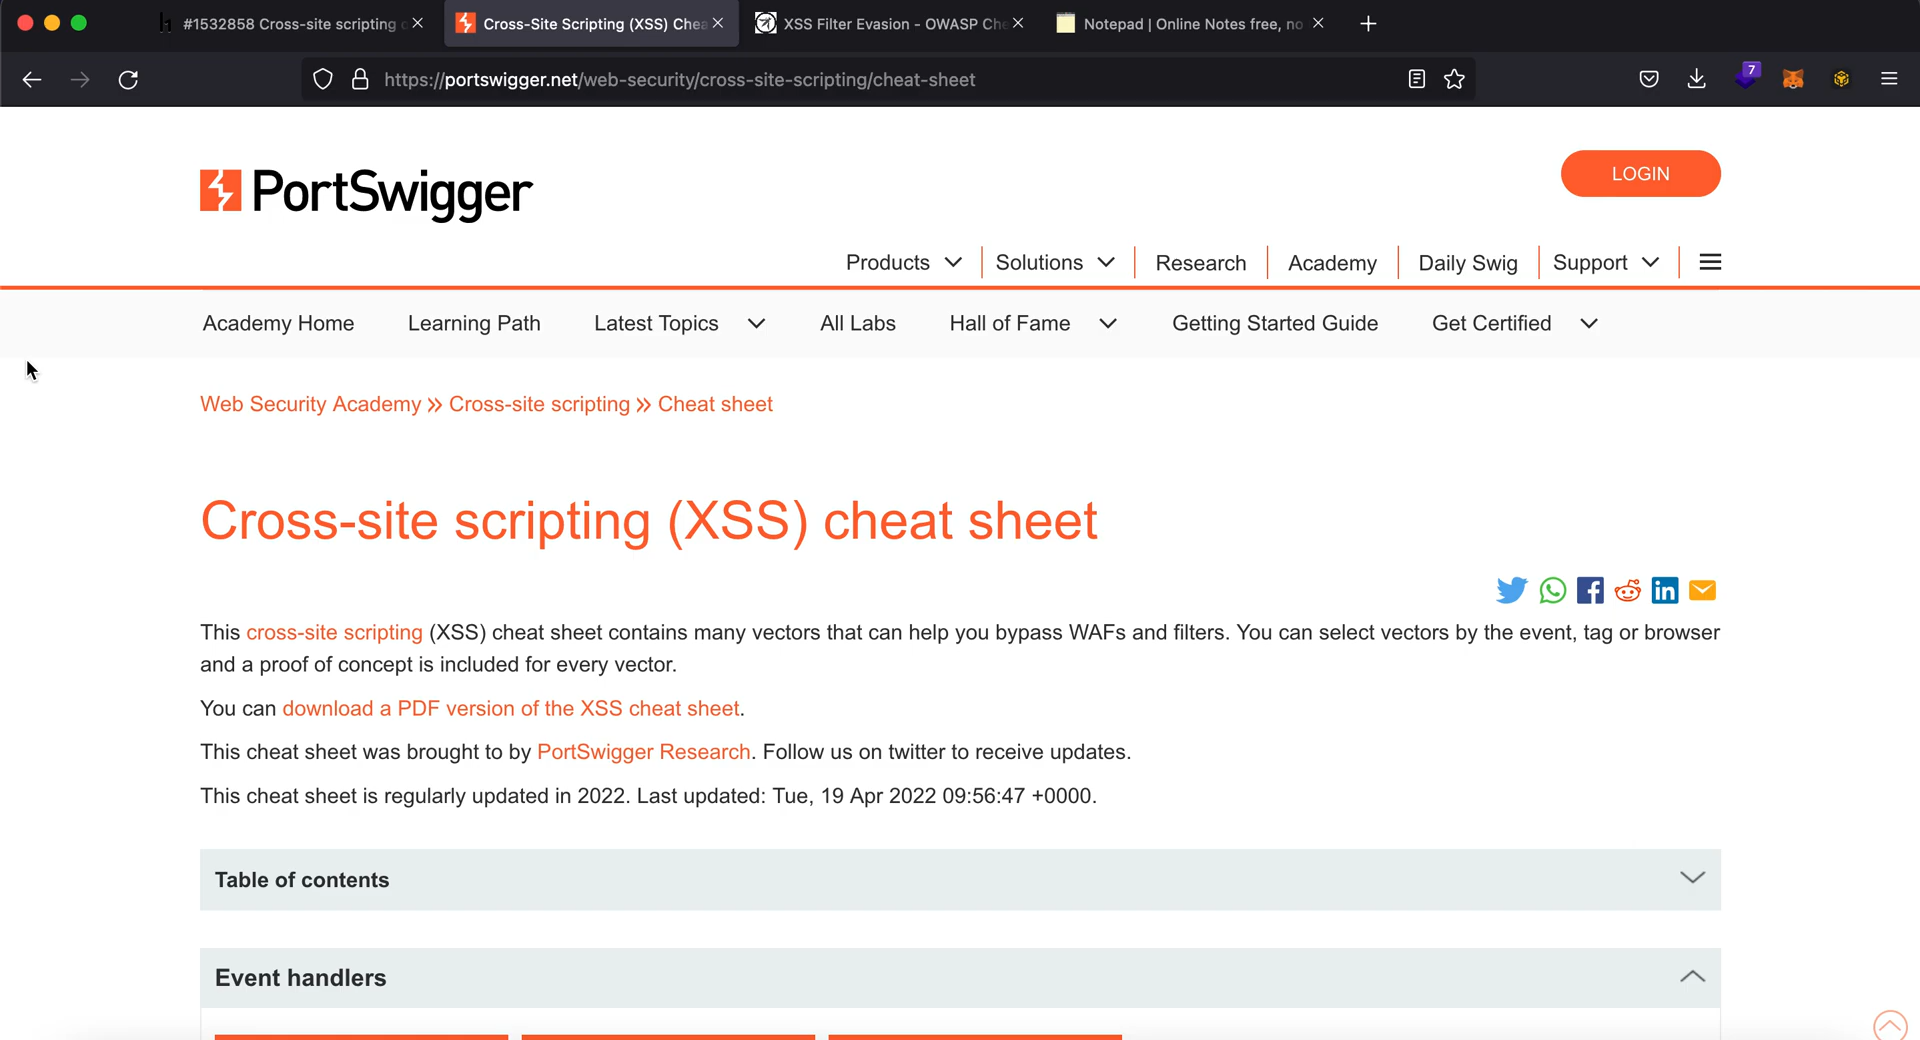 #1532858 Cross-site scripting
Cross-Site Scripting (XSS) Chea
XSS Filter Evasion - OWASP Che
Notepad | Online Notes free, no
https://portswigger.net/web-security/cross-site-scripting/cheat-sheet
7
PortSwigger
LOGIN
Products
Solutions
Research
Academy
Daily Swig
Support
Academy Home
Learning Path
Latest Topics
All Labs
Hall of Fame
Getting Started Guide
Get Certified
Web Security Academy » Cross-site scripting » Cheat sheet
Cross-site scripting (XSS) cheat sheet
This cross-site scripting (XSS) cheat sheet contains many vectors that can help you bypass WAFs and filters. You can select vectors by the event, tag or browser
and a proof of concept is included for every vector.
You can download a PDF version of the XSS cheat sheet.
This cheat sheet was brought to by PortSwigger Research. Follow us on twitter to receive updates.
This cheat sheet is regularly updated in 2022. Last updated: Tue, 19 Apr 2022 09:56:47 +0000.
Table of contents
Event handlers